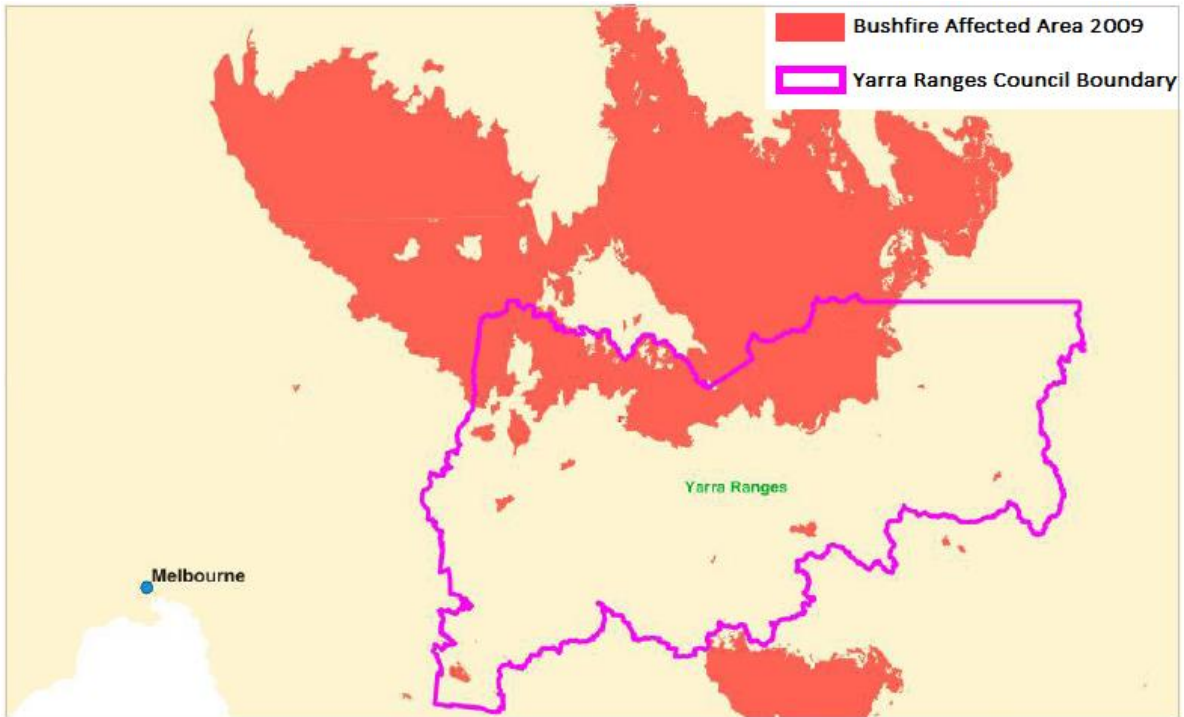 Bushfire Affected Area 2009
Yarra Ranges Council Boundary
Yarra Ranges
Melbourne